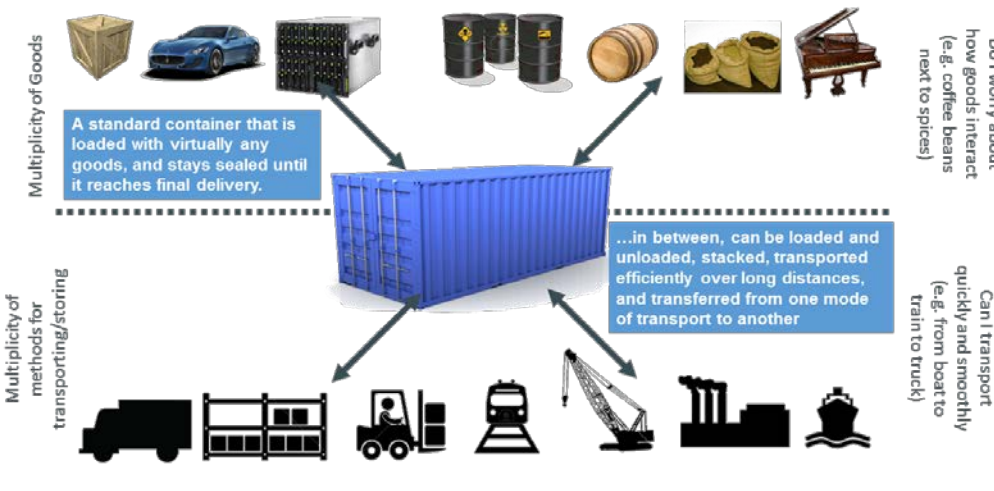 Multiplicity of Goods
A standard container that is
loaded with virtually any
goods, and stays sealed until
it reaches final delivery.
how goods interact
(e.g. coffee beans
next to spices)
Multiplicity of
methods for
transporting/storing
...in between, can be loaded and
unloaded, stacked, transported
efficiently over long distances,
and transferred from one mode
of transport to another
Can I transport
quickly and smoothly
(e.g. from boat to
train to truck)